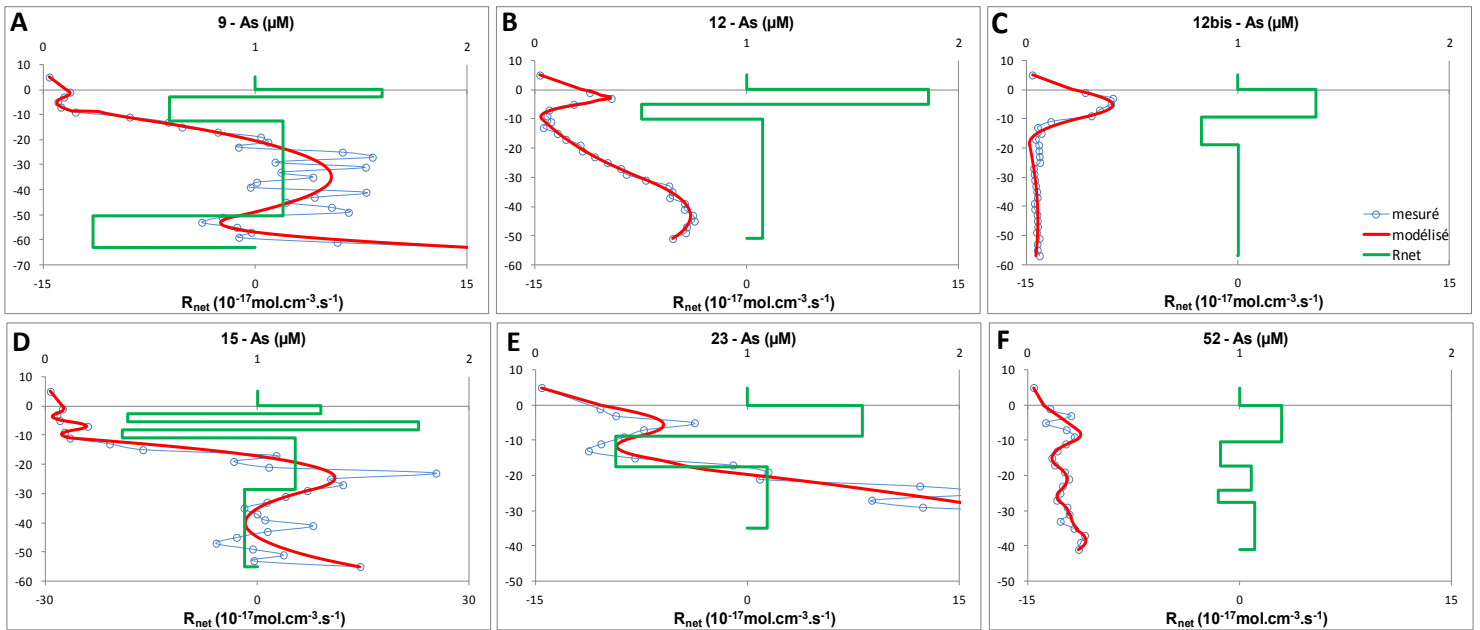 A
9 - As (µM)
0 1 2
10
0
-10
-20
-30
-40
-50
-60
-70
-15 0 15
Rnet (10-17mol.cm-3.s-1)
B
12 - As (µM)
0 1 2
10
0
-10
-20
-30
-40
-50
-60
-15 0 15
Rnet (10-17mol.cm-3.s-1)
C
12bis - As (µM)
0 1 2
10
0
-10
-20
-30
-40
-50
-60
mesuré
modélisé
Rnet
-15 0 15
Rnet (10-17mol.cm-3.s-1)
D
15 - As (µM)
0 1 2
10
0
-10
-20
-30
-40
-50
-60
-30 0 30
Rnet (10-17mol.cm-3.s-1)
E
23 - As (µM)
0 1 2
10
0
-10
-20
-30
-40
-50
-15 0 15
Rnet (10-17mol.cm-3.s-1)
F
52 - As (µM)
0 1 2
10
0
-10
-20
-30
-40
-50
-15 0 15
Rnet (10-17mol.cm-3.s-1)